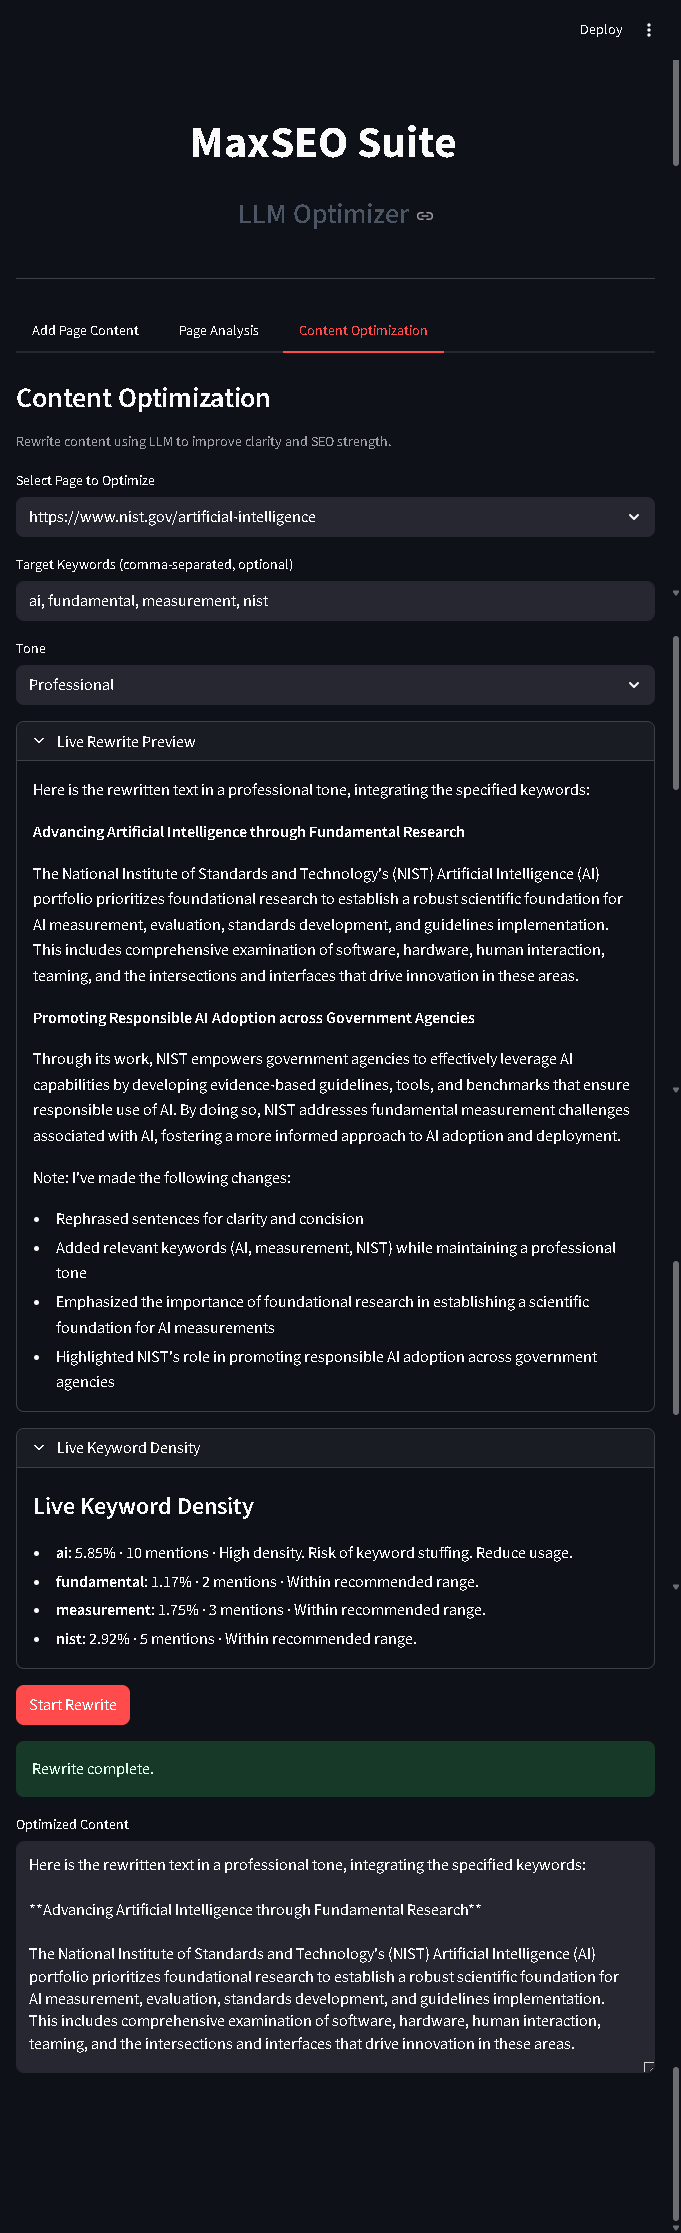 Deploy
MaxSEO Suite
LLM Optimizer
Add Page Content
Page Analysis
Content Optimization
Content Optimization
Rewrite content using LLM to improve clarity and SEO strength.
Select Page to Optimize
https://www.nist.gov/artificial-intelligence
Target Keywords (comma-separated, optional)
ai, fundamental, measurement, nist
Tone
Professional
Live Rewrite Preview
Here is the rewritten text in a professional tone, integrating the specified keywords:
Advancing Artificial Intelligence through Fundamental Research
The National Institute of Standards and Technology's (NIST) Artificial Intelligence (AI)
portfolio prioritizes foundational research to establish a robust scientific foundation for
AI measurement, evaluation, standards development, and guidelines implementation.
This includes comprehensive examination of software, hardware, human interaction,
teaming, and the intersections and interfaces that drive innovation in these areas.
Promoting Responsible AI Adoption across Government Agencies
Through its work, NIST empowers government agencies to effectively leverage AI
capabilities by developing evidence-based guidelines, tools, and benchmarks that ensure
responsible use of AI. By doing so, NIST addresses fundamental measurement challenges
associated with AI, fostering a more informed approach to AI adoption and deployment.
Note: I've made the following changes:
• Rephrased sentences for clarity and concision
• Added relevant keywords (AI, measurement, NIST) while maintaining a professional
tone
• Emphasized the importance of foundational research in establishing a scientific
foundation for AI measurements
• Highlighted NIST's role in promoting responsible AI adoption across government
agencies
Live Keyword Density
Live Keyword Density
• ai: 5.85% · 10 mentions · High density. Risk of keyword stuffing. Reduce usage.
• fundamental: 1.17% · 2 mentions · Within recommended range.
• measurement: 1.75% · 3 mentions · Within recommended range.
• nist: 2.92% · 5 mentions · Within recommended range.
Start Rewrite
Rewrite complete.
Optimized Content
Here is the rewritten text in a professional tone, integrating the specified keywords:
**Advancing Artificial Intelligence through Fundamental Research**
The National Institute of Standards and Technology's (NIST) Artificial Intelligence (AI)
portfolio prioritizes foundational research to establish a robust scientific foundation for
AI measurement, evaluation, standards development, and guidelines implementation.
This includes comprehensive examination of software, hardware, human interaction,
teaming, and the intersections and interfaces that drive innovation in these areas.